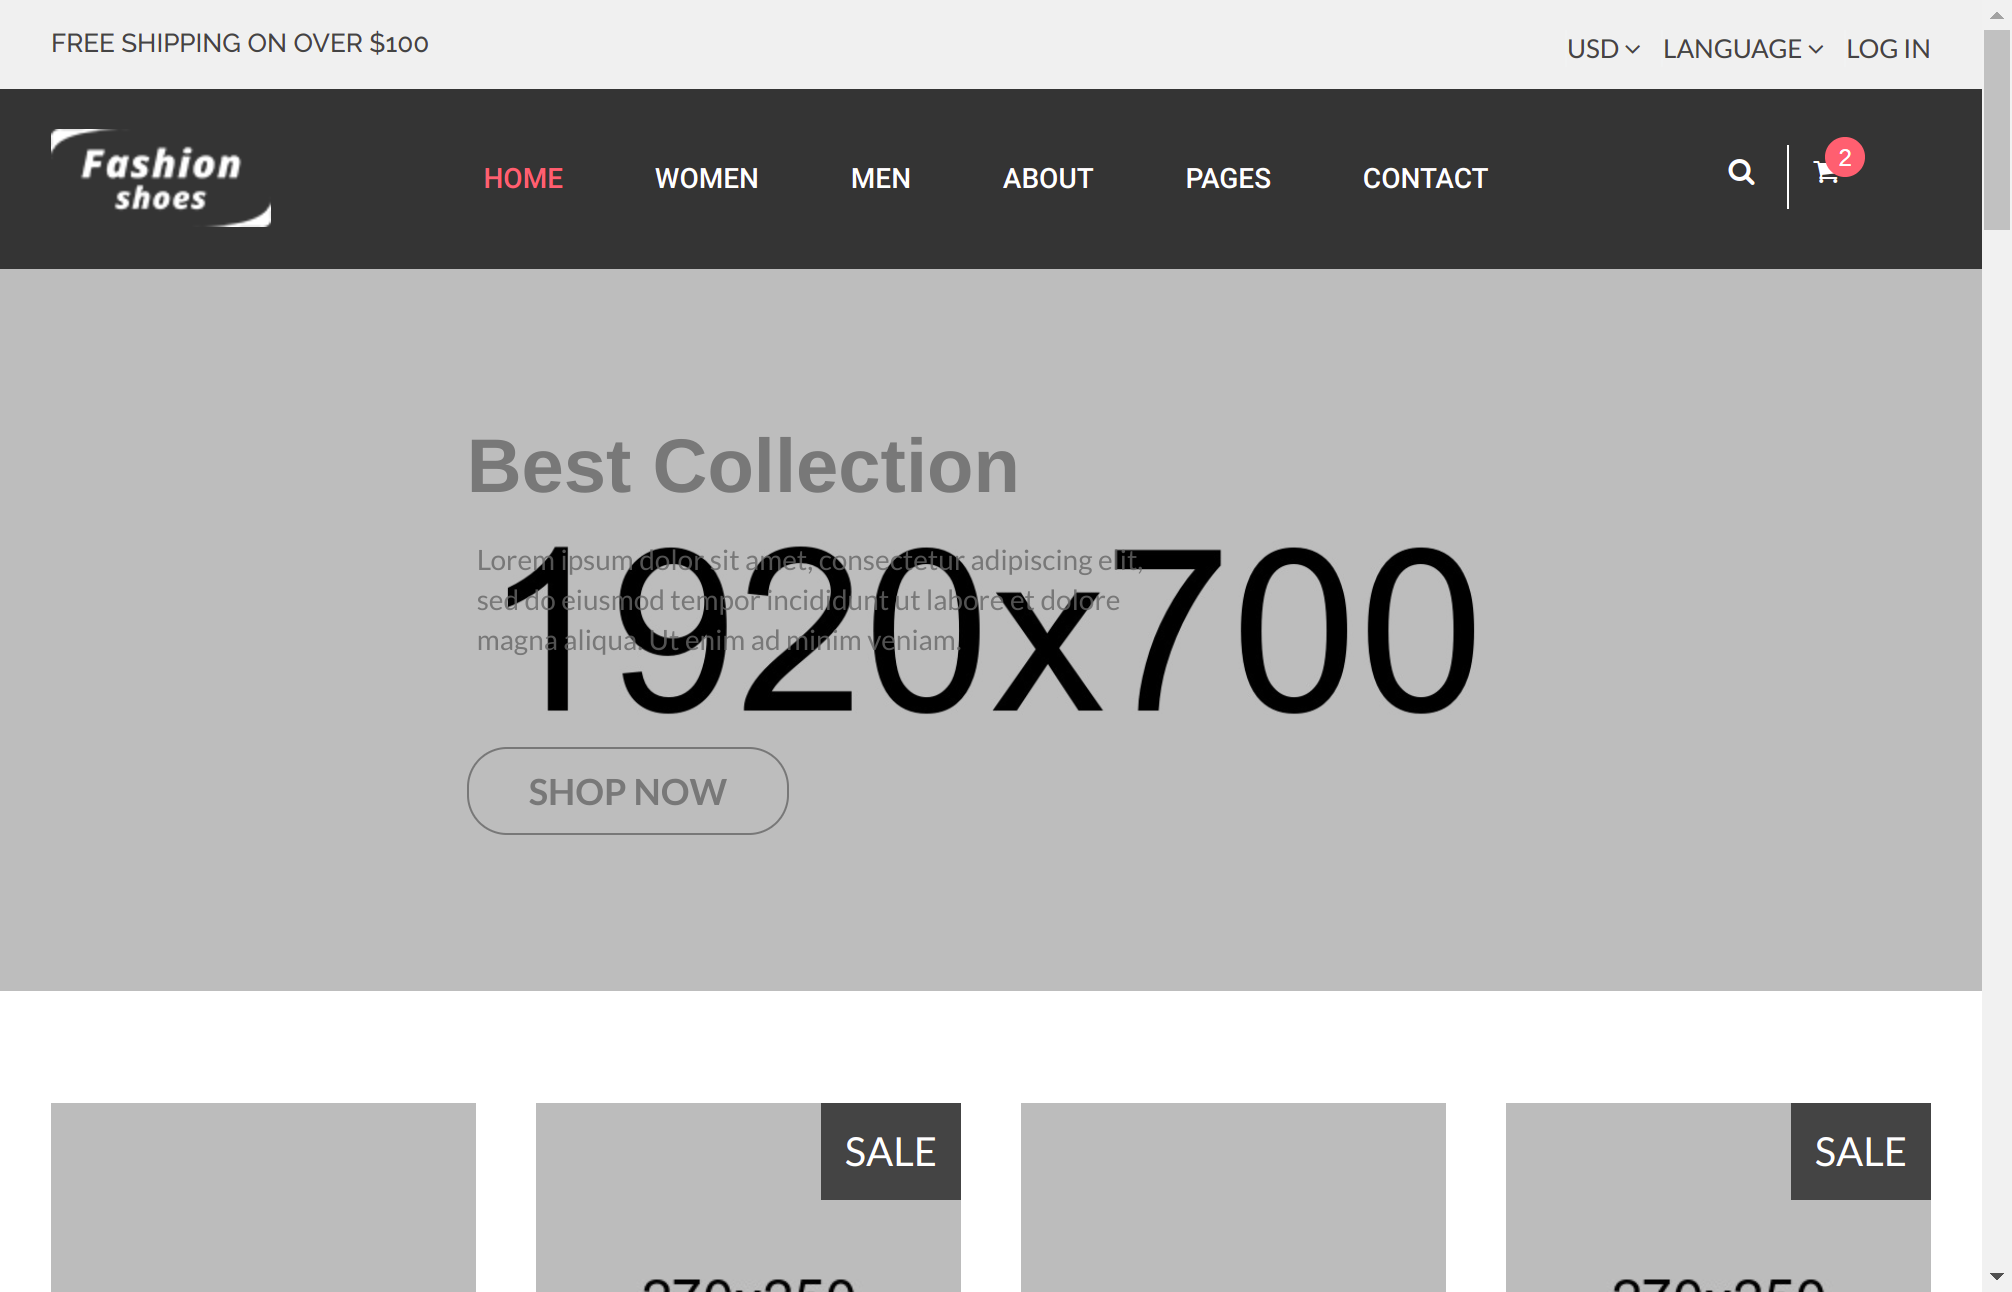 FREE SHIPPING ON OVER $100
USD LANGUAGE LOG IN
Fashion
shoes
HOME WOMEN MEN ABOUT PAGES CONTACT
2
Best Collection
1920x700
Lorem ipsum dolor sit amet, consectetur adipiscing elit,
sed do eiusmod tempor incididunt ut labore et dolore
magna aliqua. Ut enim ad minim veniam.
SHOP NOW
SALE
SALE